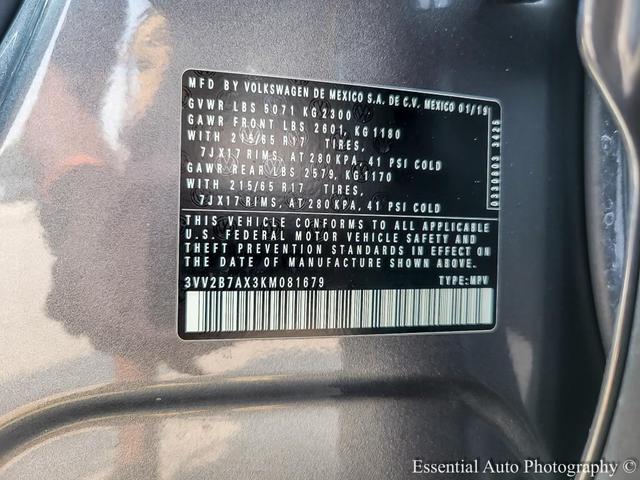 MFD BY VOLKSWAGEN DE MEXICO S.A. DE C.V. MEXICO 01/19
GVWR LBS 5071 KG 2300
GAWR FRONT LBS 2601, KG 1180
WITH 215/65 R17 TIRES,
7JX17 RIMS, AT 280 KPA, 41 PSI COLD
GAWR REAR LBS 2579, KG 1170
WITH 215/65 R17 TIRES,
7JX17 RIMS, AT 280 KPA, 41 PSI COLD
THIS VEHICLE CONFORMS TO ALL APPLICABLE
U.S. FEDERAL MOTOR VEHICLE SAFETY AND
THEFT PREVENTION STANDARDS IN EFFECT ON
THE DATE OF MANUFACTURE SHOWN ABOVE.
3VV2B7AX3KM081679 TYPE: MPV
Essential Auto Photography ©